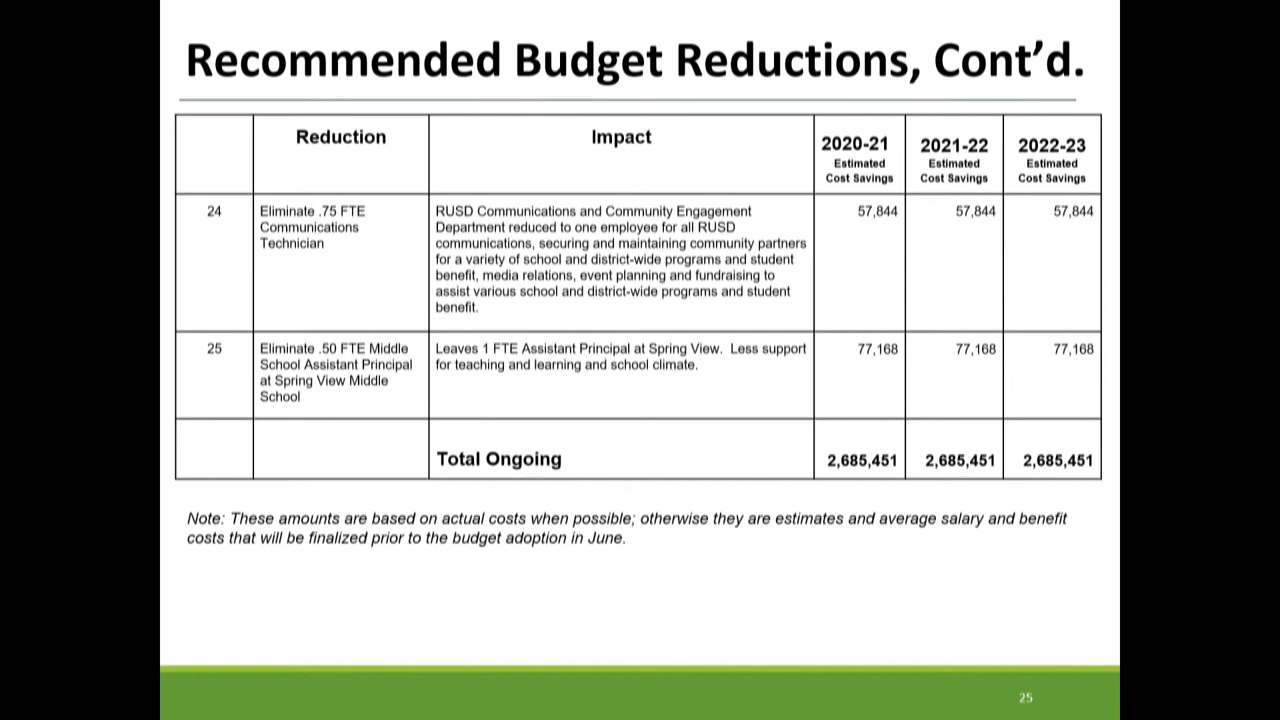 Recommended Budget Reductions, Cont’d.
Reduction
Impact
2020-21
Estimated
Cost Savings
2021-22
Estimated
Cost Savings
2022-23
Estimated
Cost Savings
24
Eliminate .75 FTE
Communications
Technician
RUSD Communications and Community Engagement
Department reduced to one employee for all RUSD
communications, securing and maintaining community partners
for a variety of school and district-wide programs and student
benefit, media relations, event planning and fundraising to
assist various school and district-wide programs and student
benefit.
57,844
57,844
57,844
25
Eliminate .50 FTE Middle
School Assistant Principal
at Spring View Middle
School
Leaves 1 FTE Assistant Principal at Spring View.  Less support
for teaching and learning and school climate.
77,168
77,168
77,168
Total Ongoing
2,685,451
2,685,451
2,685,451
Note: These amounts are based on actual costs when possible; otherwise they are estimates and average salary and benefit
costs that will be finalized prior to the budget adoption in June.
25